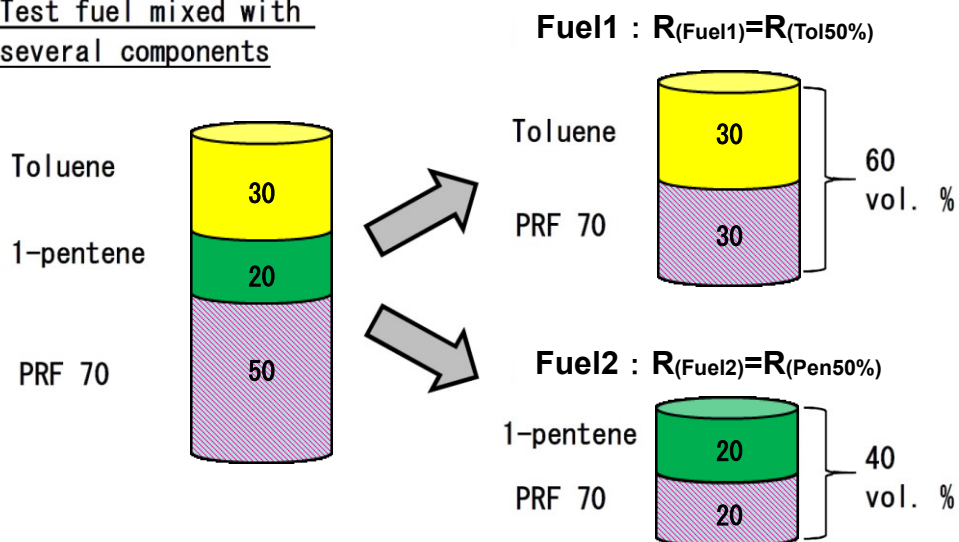 Test fuel mixed with
several components
Toluene
30
1-pentene
20
PRF 70
50
Fuel1 : R(Fuel1)=R(Tol50%)
Toluene
30
PRF 70
30
60
vol. %
Fuel2 : R(Fuel2)=R(Pen50%)
1-pentene
20
PRF 70
20
40
vol. %